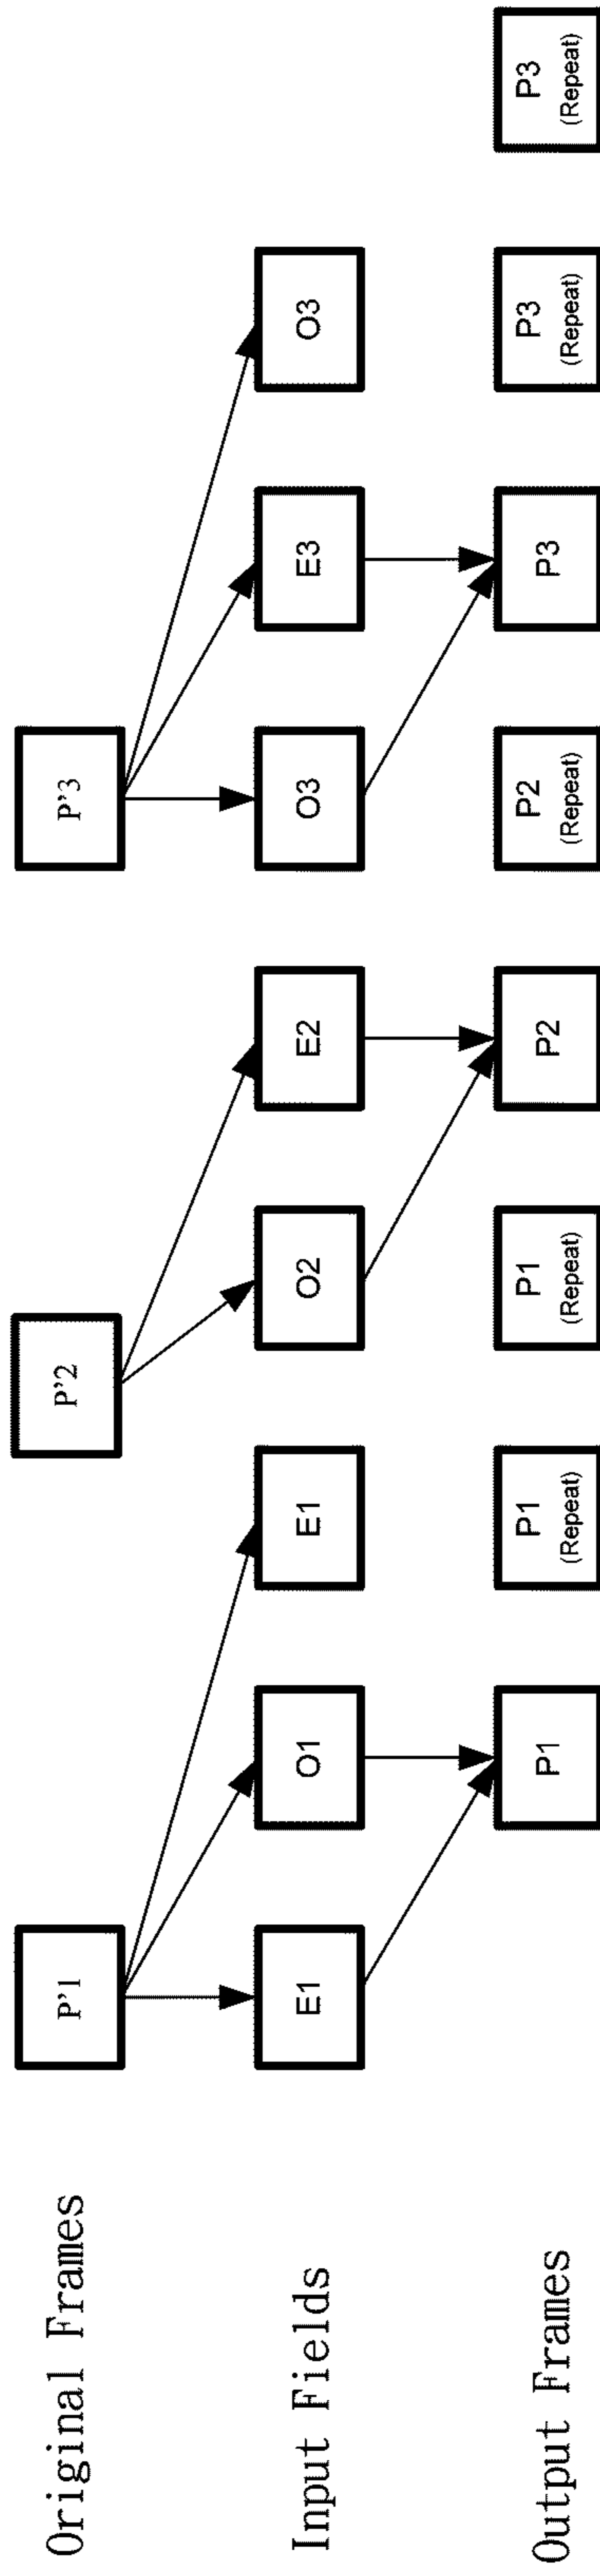 Original Frames
P'1
P'2
P'3
Input Fields
E1
O1
E1
O2
E2
O3
E3
O3
Output Frames
P1
P1
(Repeat)
P1
(Repeat)
P2
P2
(Repeat)
P3
P3
(Repeat)
P3
(Repeat)